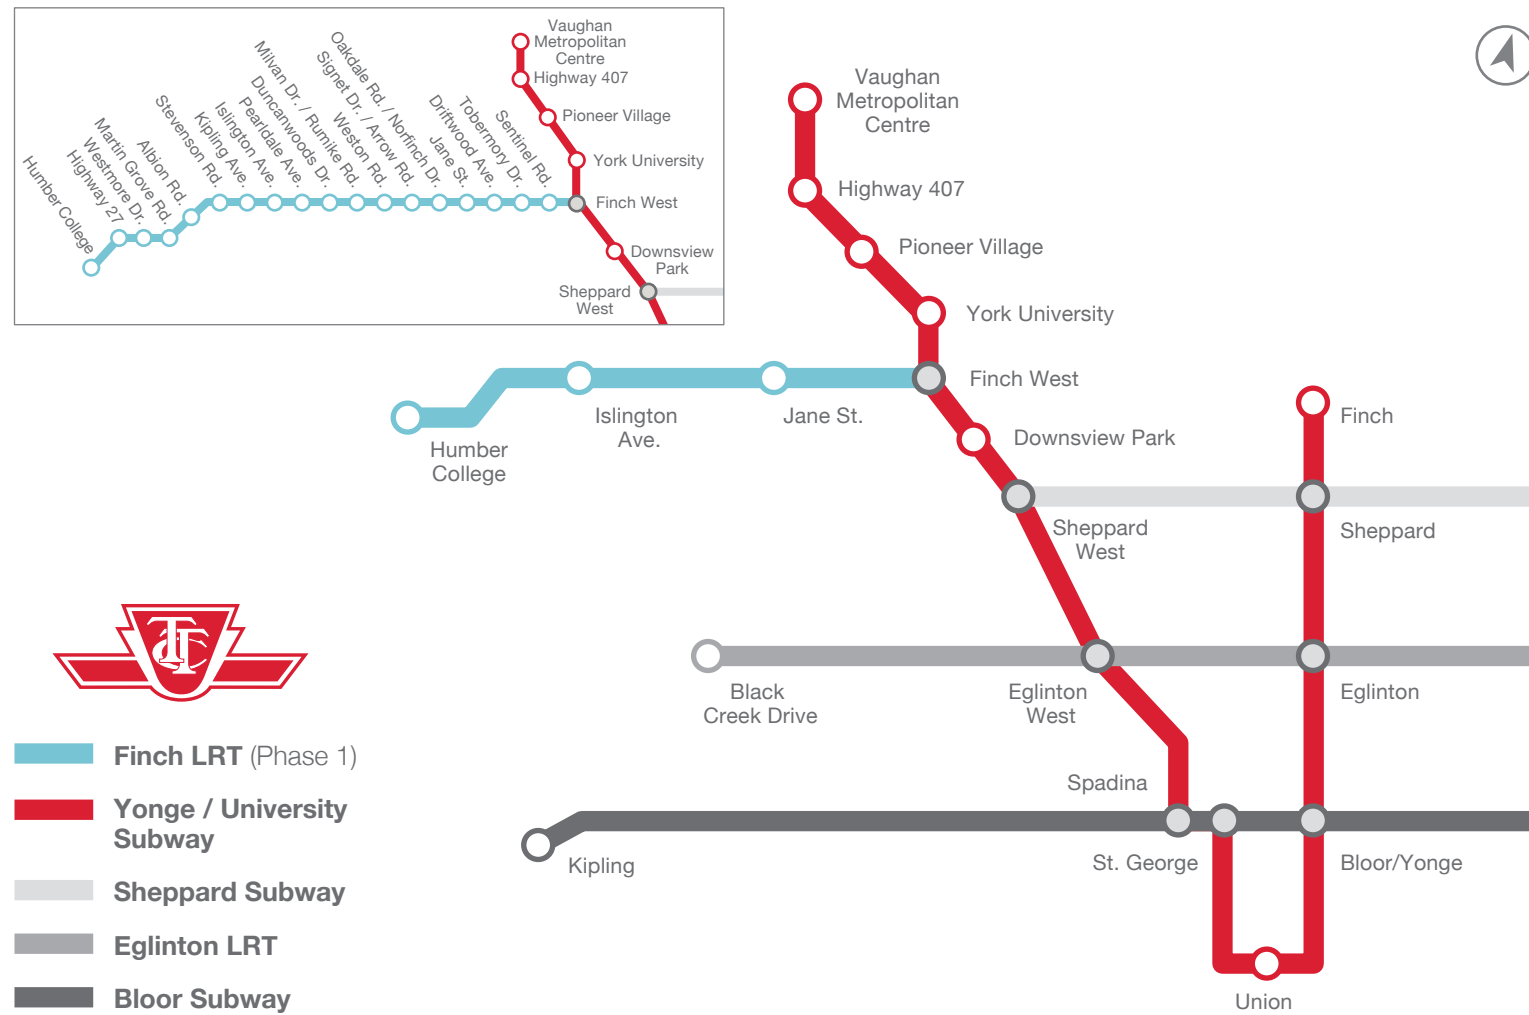 Vaughan
Metropolitan
Centre
Highway 407
Pioneer Village
York University
Finch West
Downsview
Park
Sheppard
West
Humber College
Highway 27
Westmore Dr.
Martin Grove Rd.
Albion Rd.
Stevenson Rd.
Kipling Ave.
Islington Ave.
Pearldale Ave.
Duncanwoods Dr.
Milvan Dr. / Rumike Rd.
Weston Rd.
Signet Dr. / Arrow Rd.
Oakdale Rd. / Norfinch Dr.
Jane St.
Driftwood Ave.
Tobermory Dr.
Sentinel Rd.
Vaughan
Metropolitan
Centre
Highway 407
Pioneer Village
York University
Finch West
Humber
College
Islington
Ave.
Jane St.
Downsview Park
Finch
Sheppard
West
Sheppard
Black
Creek Drive
Eglinton
West
Eglinton
Spadina
Kipling
St. George
Bloor/Yonge
Union
TTC
Finch LRT (Phase 1)
Yonge / University
Subway
Sheppard Subway
Eglinton LRT
Bloor Subway